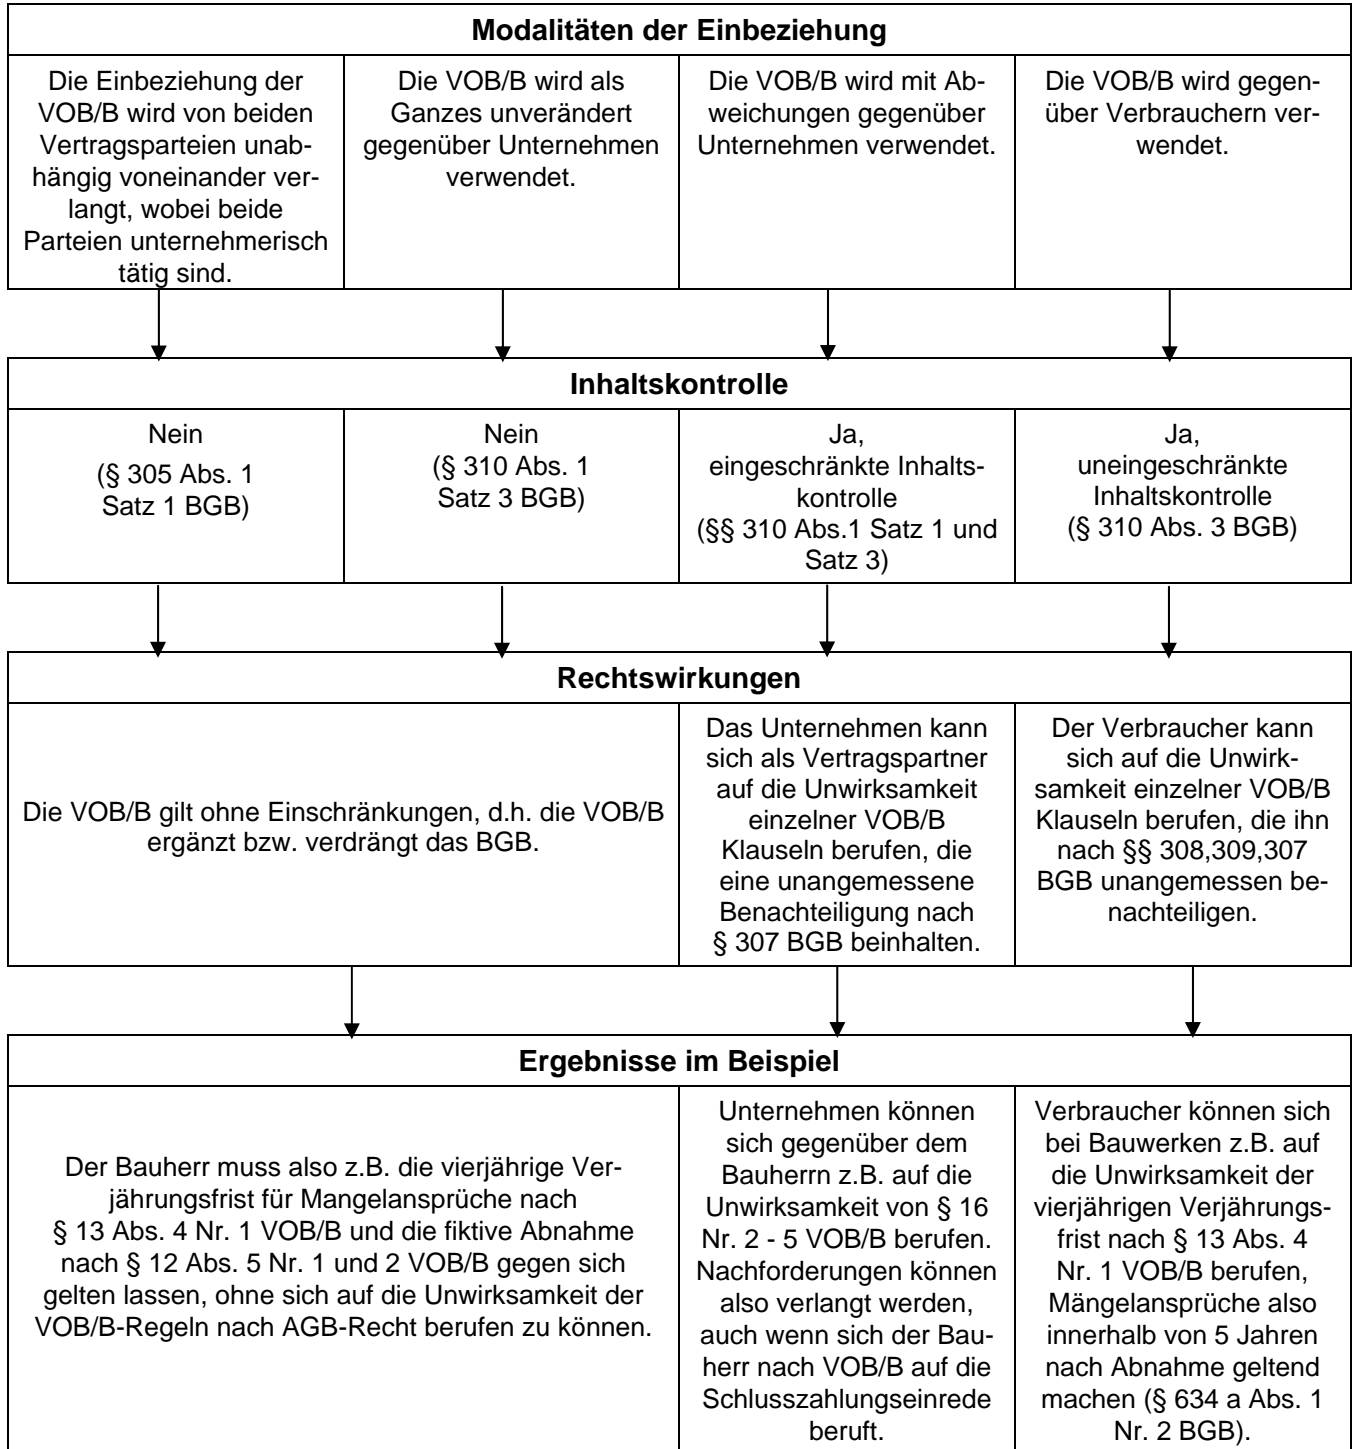 Modalitäten der Einbeziehung
Die Einbeziehung der
VOB/B wird von beiden
Vertragsparteien unab-
hängig voneinander ver-
langt, wobei beide
Parteien unternehmerisch
tätig sind.
Die VOB/B wird als
Ganzes unverändert
gegenüber Unternehmen
verwendet.
Die VOB/B wird mit Ab-
weichungen gegenüber
Unternehmen verwendet.
Die VOB/B wird gegen-
über Verbrauchern ver-
wendet.
Inhaltskontrolle
Nein
(§ 305 Abs. 1
Satz 1 BGB)
Nein
(§ 310 Abs. 1
Satz 3 BGB)
Ja,
eingeschränkte Inhalts-
kontrolle
(§§ 310 Abs.1 Satz 1 und
Satz 3)
Ja,
uneingeschränkte
Inhaltskontrolle
(§ 310 Abs. 3 BGB)
Rechtswirkungen
Die VOB/B gilt ohne Einschränkungen, d.h. die VOB/B
ergänzt bzw. verdrängt das BGB.
Das Unternehmen kann
sich als Vertragspartner
auf die Unwirksamkeit
einzelner VOB/B
Klauseln berufen, die
eine unangemessene
Benachteiligung nach
§ 307 BGB beinhalten.
Der Verbraucher kann
sich auf die Unwirk-
samkeit einzelner VOB/B
Klauseln berufen, die ihn
nach §§ 308,309,307
BGB unangemessen be-
nachteiligen.
Ergebnisse im Beispiel
Der Bauherr muss also z.B. die vierjährige Ver-
jährungsfrist für Mangelansprüche nach
§ 13 Abs. 4 Nr. 1 VOB/B und die fiktive Abnahme
nach § 12 Abs. 5 Nr. 1 und 2 VOB/B gegen sich
gelten lassen, ohne sich auf die Unwirksamkeit der
VOB/B-Regeln nach AGB-Recht berufen zu können.
Unternehmen können
sich gegenüber dem
Bauherrn z.B. auf die
Unwirksamkeit von § 16
Nr. 2 - 5 VOB/B berufen.
Nachforderungen können
also verlangt werden,
auch wenn sich der Bau-
herr nach VOB/B auf die
Schlusszahlungseinrede
beruft.
Verbraucher können sich
bei Bauwerken z.B. auf
die Unwirksamkeit der
vierjährigen Verjährungs-
frist nach § 13 Abs. 4
Nr. 1 VOB/B berufen,
Mängelansprüche also
innerhalb von 5 Jahren
nach Abnahme geltend
machen (§ 634 a Abs. 1
Nr. 2 BGB).